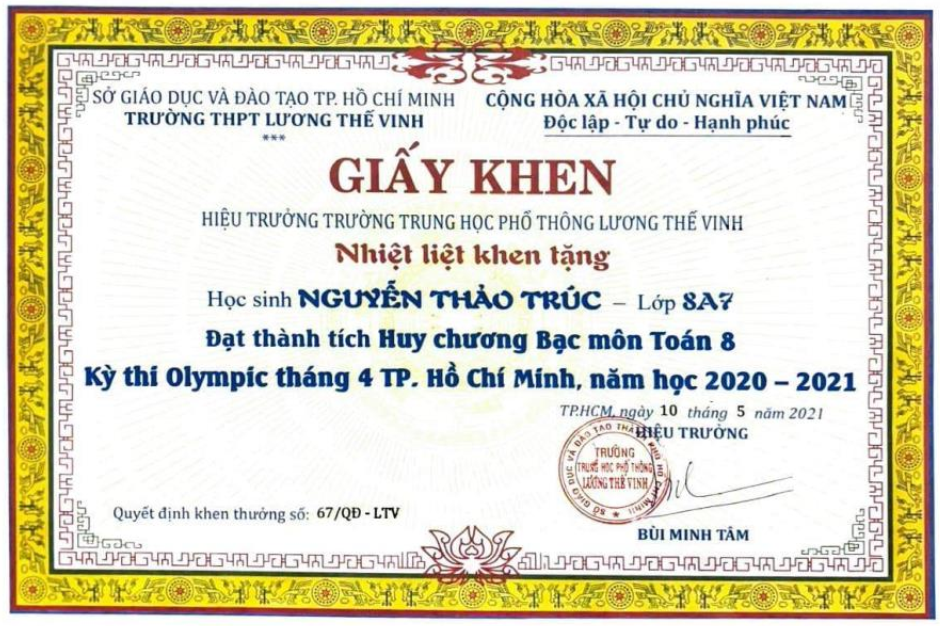 SỞ GIÁO DỤC VÀ ĐÀO TẠO TP. HỒ CHÍ MINH
TRƯỜNG THPT LƯƠNG THẾ VINH
***
CỘNG HÒA XÃ HỘI CHỦ NGHĨA VIỆT NAM
Độc lập - Tự do - Hạnh phúc
GIẤY KHEN
HIỆU TRƯỞNG TRƯỜNG TRUNG HỌC PHỔ THÔNG LƯƠNG THẾ VINH
Nhiệt liệt khen tặng
Học sinh NGUYỄN THẢO TRÚC – Lớp 8A7
Đạt thành tích Huy chương Bạc môn Toán 8
Kỳ thi Olympic tháng 4 TP. Hồ Chí Minh, năm học 2020 – 2021
TP.HCM, ngày 10 tháng 5 năm 2021
HIỆU TRƯỞNG
SỞ GIÁO DỤC VÀ ĐÀO TẠO THÀNH PHỐ HỒ CHÍ MINH
TRƯỜNG
TRUNG HỌC PHỔ THÔNG
LƯƠNG THẾ VINH
Quyết định khen thưởng số: 67/QĐ - LTV
BÙI MINH TÂM